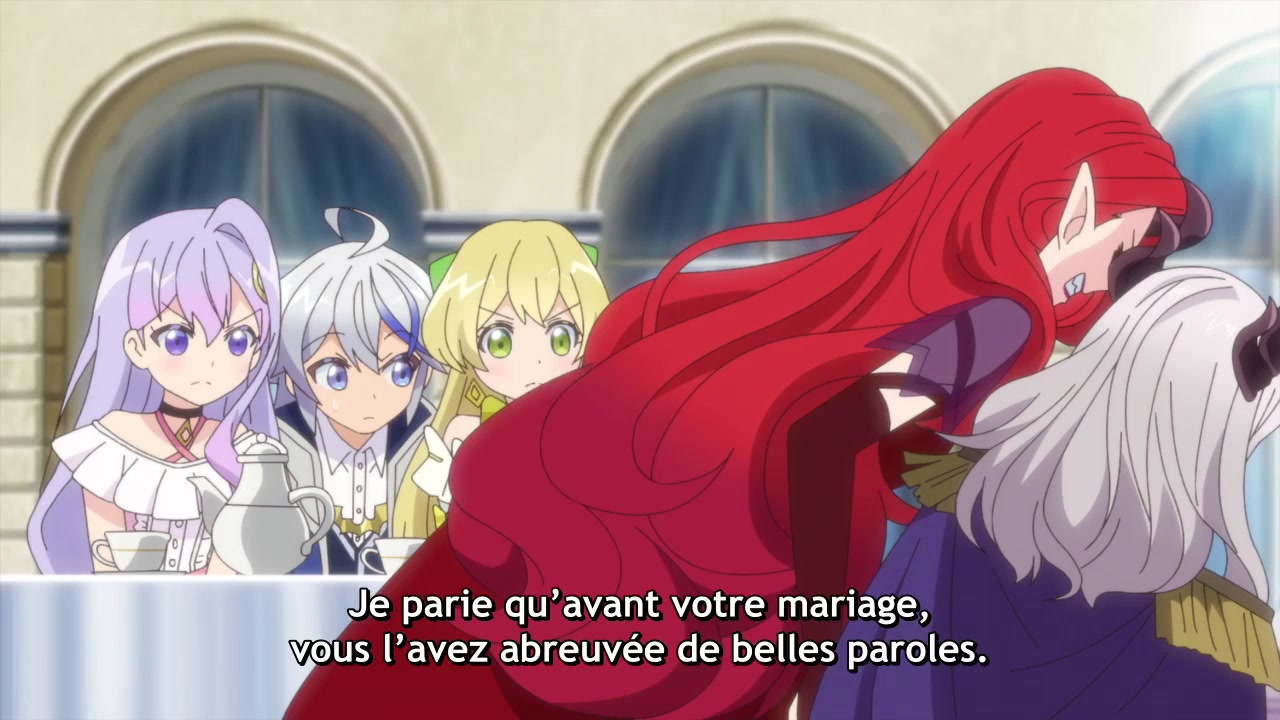 Je parie qu’avant votre mariage,
vous l’avez abreuvée de belles paroles.